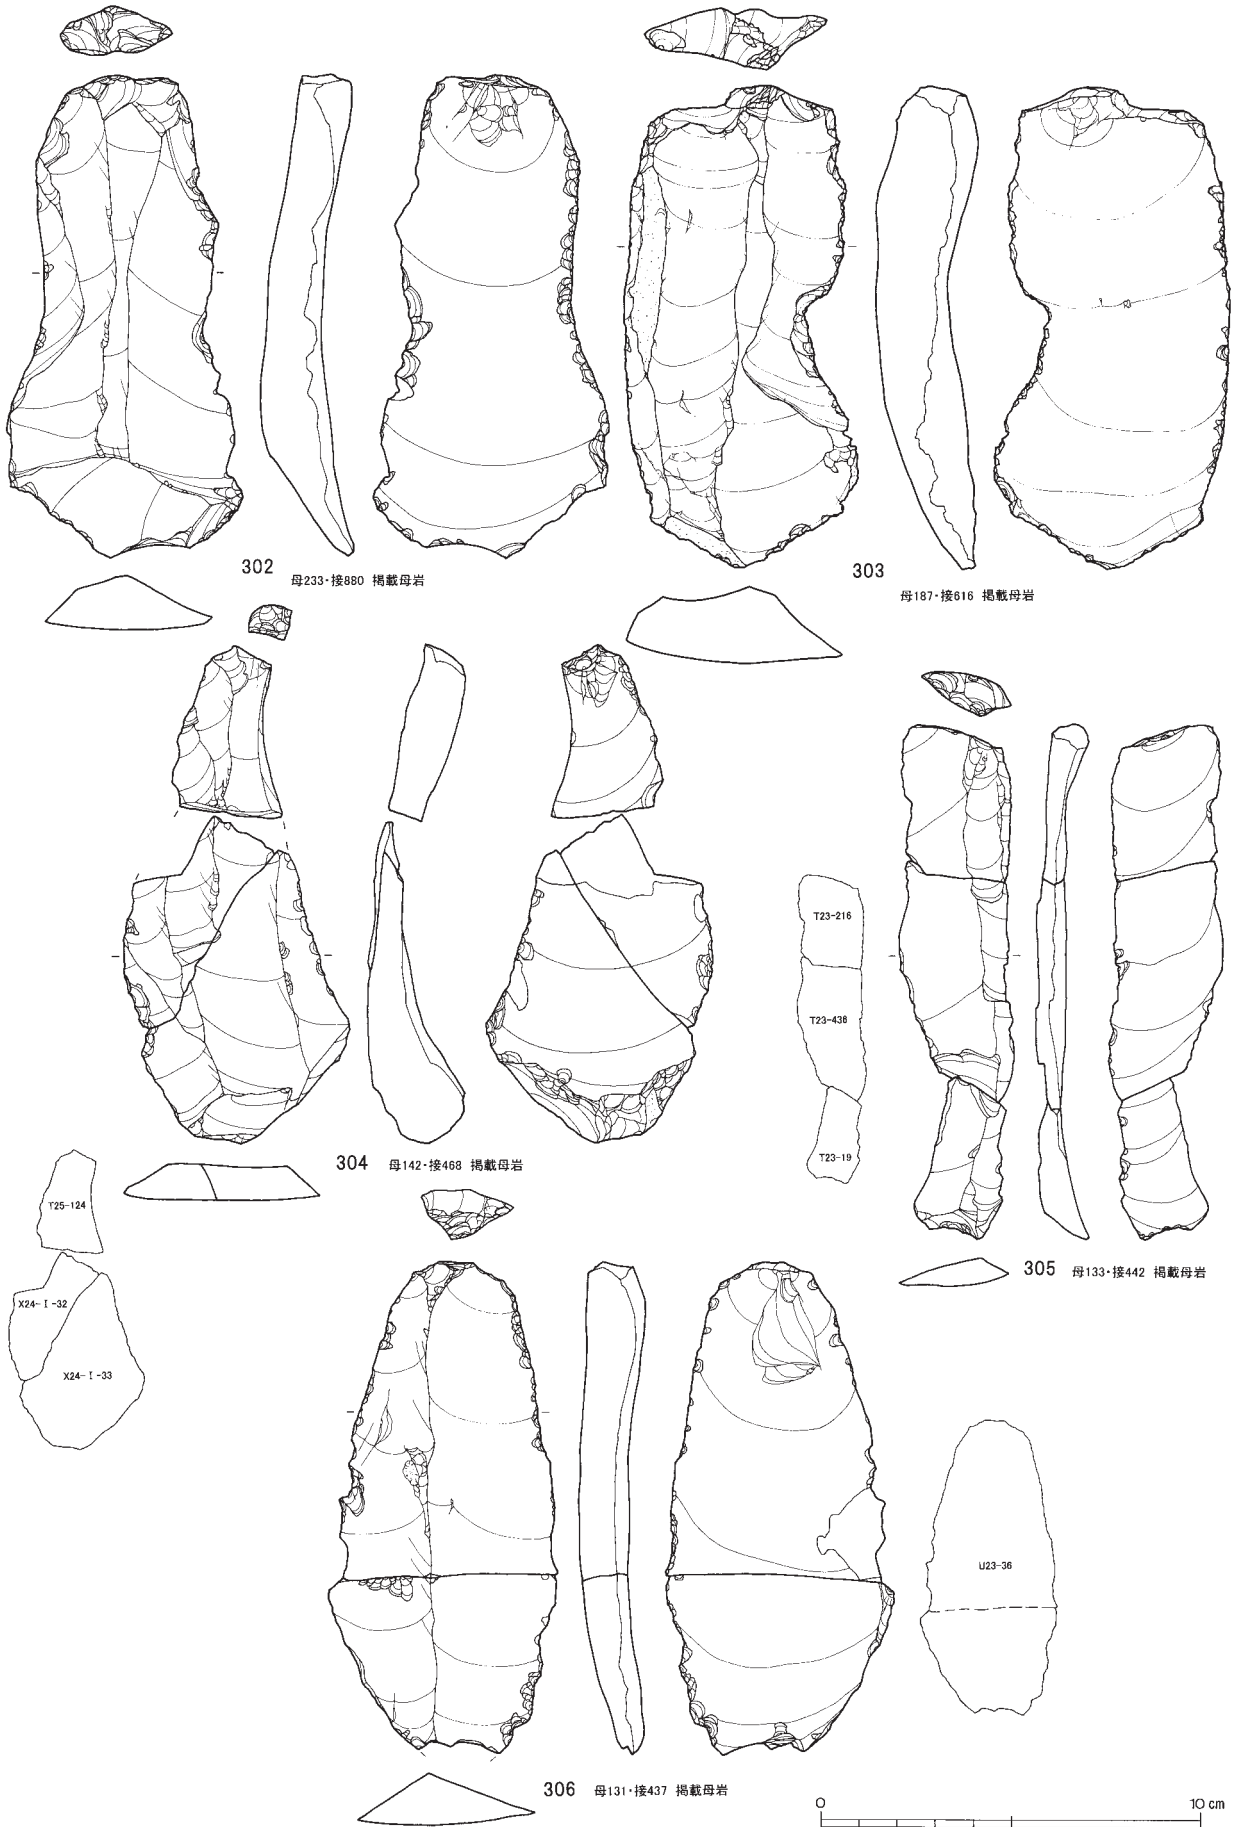 302
母233・接880 掲載母岩
303
母187・接616 掲載母岩
T23-216
T23-436
T23-19
304 母142・接468 掲載母岩
T25-124
X24-Ⅰ-32
X24-Ⅰ-33
305 母133・接442 掲載母岩
U23-36
306 母131・接437 掲載母岩
0 10cm